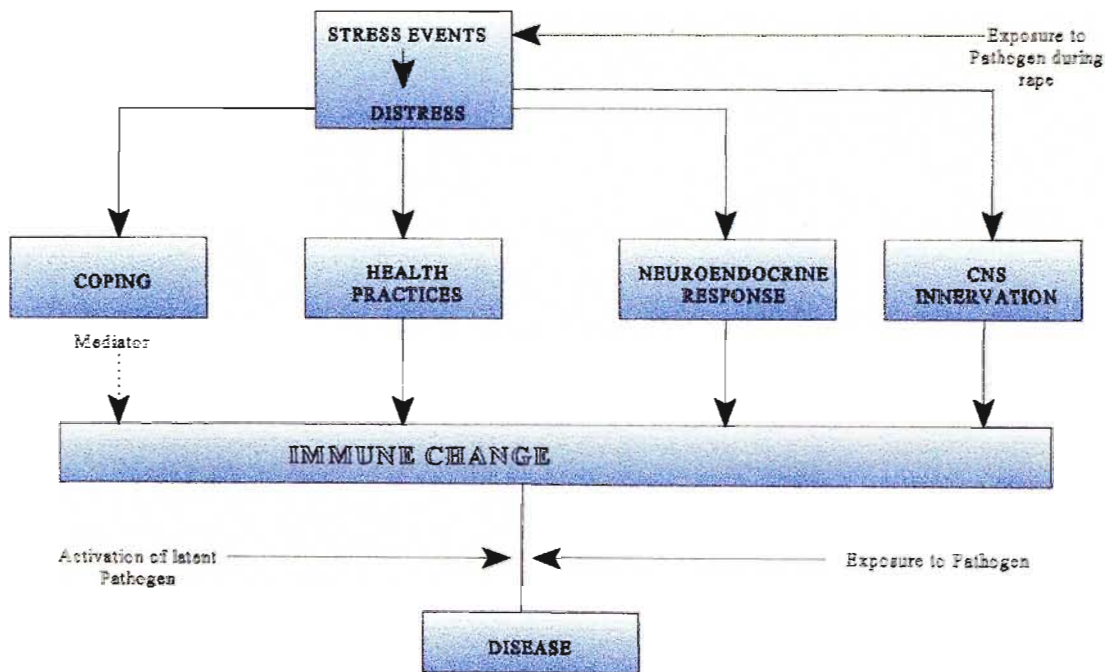 STRESS EVENTS
Exposure to
Pathogen during
rape
DISTRESS
COPING
HEALTH
PRACTICES
NEUROENDOCRINE
RESPONSE
CNS
INNERVATION
Mediator
IMMUNE CHANGE
Activation of latent
Pathogen
Exposure to Pathogen
DISEASE